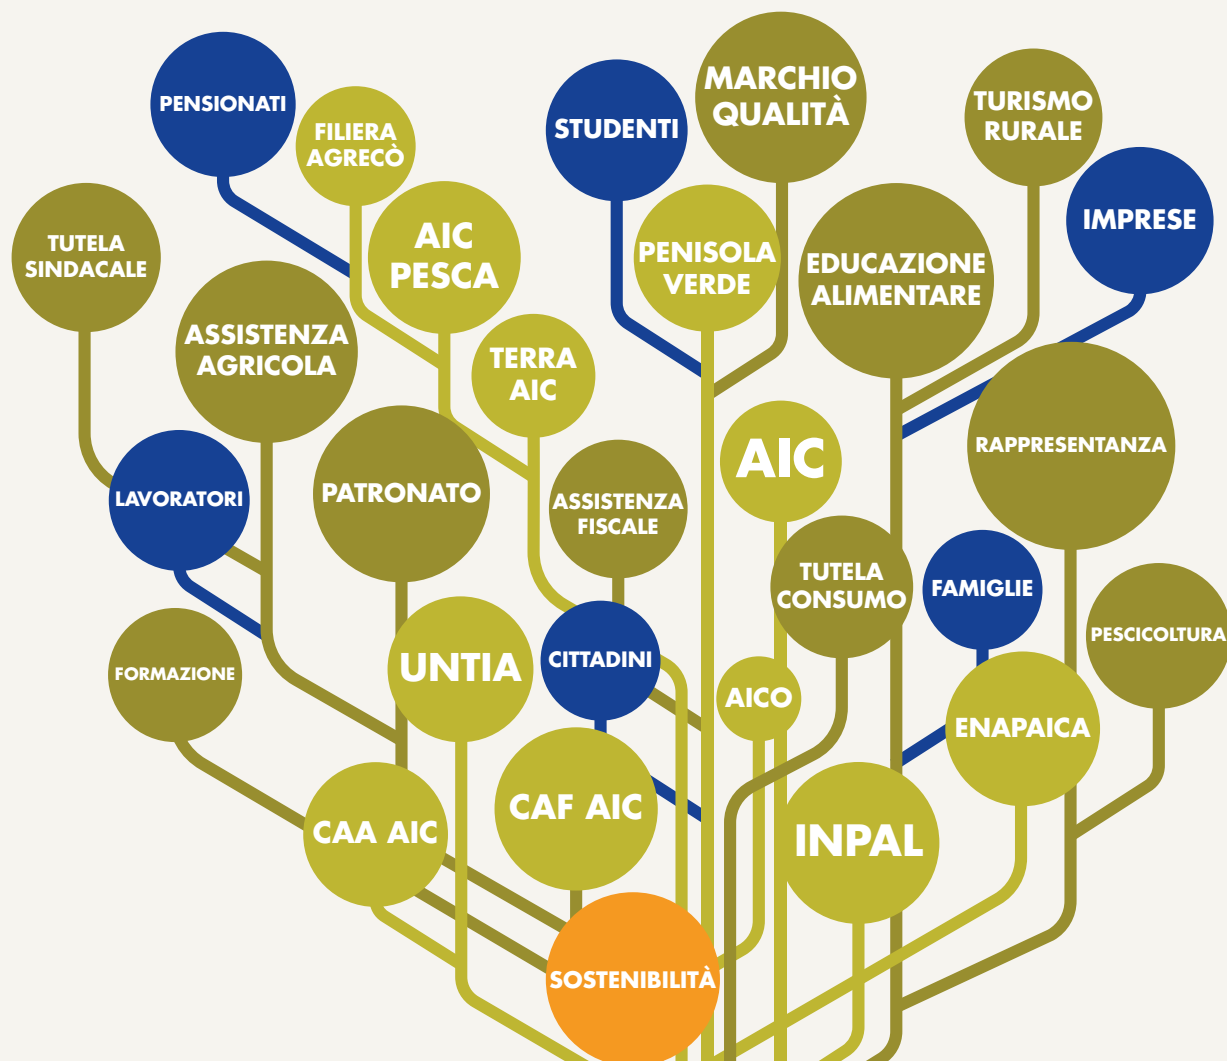 PENSIONATI
FILIERA
AGRECÒ
STUDENTI
MARCHIO
QUALITÀ
TURISMO
RURALE
IMPRESE
TUTELA
SINDACALE
AIC
PESCA
PENISOLA
VERDE
EDUCAZIONE
ALIMENTARE
ASSISTENZA
AGRICOLA
TERRA
AIC
AIC
RAPPRESENTANZA
LAVORATORI
PATRONATO
ASSISTENZA
FISCALE
TUTELA
CONSUMO
FAMIGLIE
PESCICOLTURA
FORMAZIONE
UNTIA
CITTADINI
AICO
ENAPAICA
CAA AIC
CAF AIC
INPAL
SOSTENIBILITÀ